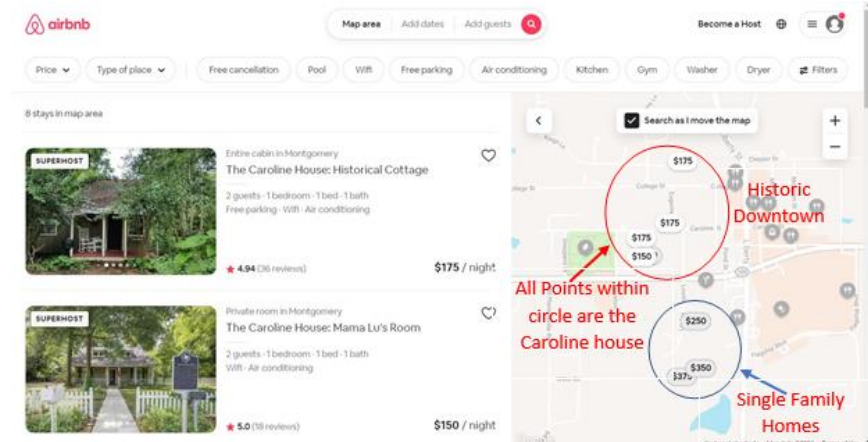 airbnb
Map area Add dates Add guests
Become a Host
Price Type of place Free cancellation Pool Wifi Free parking Air conditioning Kitchen Gym Washer Dryer Filters
8 stays in map area
SUPERHOST
Entire cabin in Montgomery
The Caroline House: Historical Cottage
2 guests · 1 bedroom · 1 bed · 1 bath
Free parking · Wifi · Air conditioning
4.94 (36 reviews)
$175 / night
SUPERHOST
Private room in Montgomery
The Caroline House: Mama Lu's Room
2 guests · 1 bedroom · 1 bed · 1 bath
Wifi · Air conditioning
5.0 (18 reviews)
$150 / night
Search as I move the map
+
−
$175
College St
Caroline
$175
$175
$150
Historic
Downtown
All Points within
circle are the
Caroline house
$250
$350
Single Family
Homes